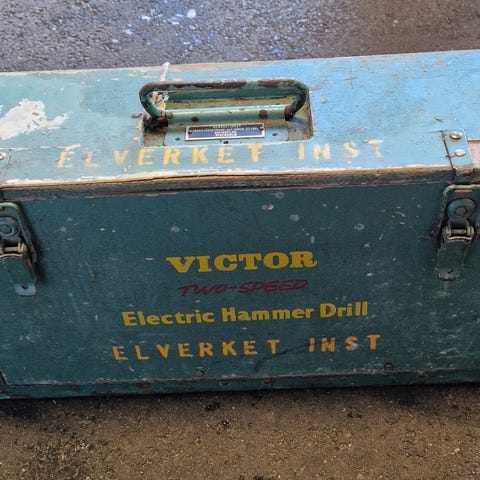 ELVERKET INST
VICTOR
TWO-SPEED
Electric Hammer Drill
ELVERKET INST